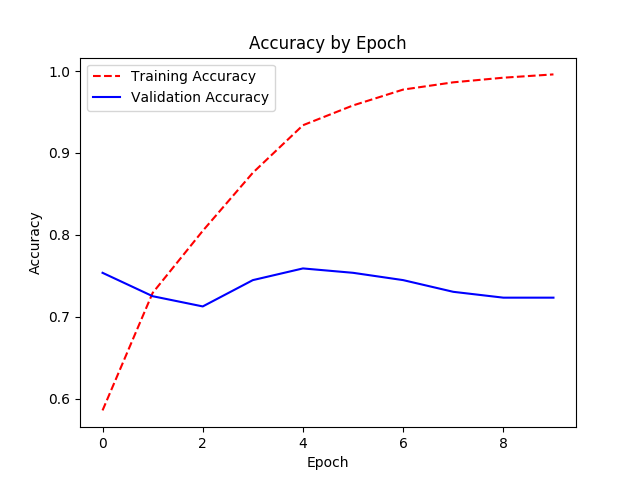 Accuracy by Epoch
1.0
Training Accuracy
Validation Accuracy
0.9
0.8
Accuracy
0.7
0.6
0 2 4 6 8
Epoch